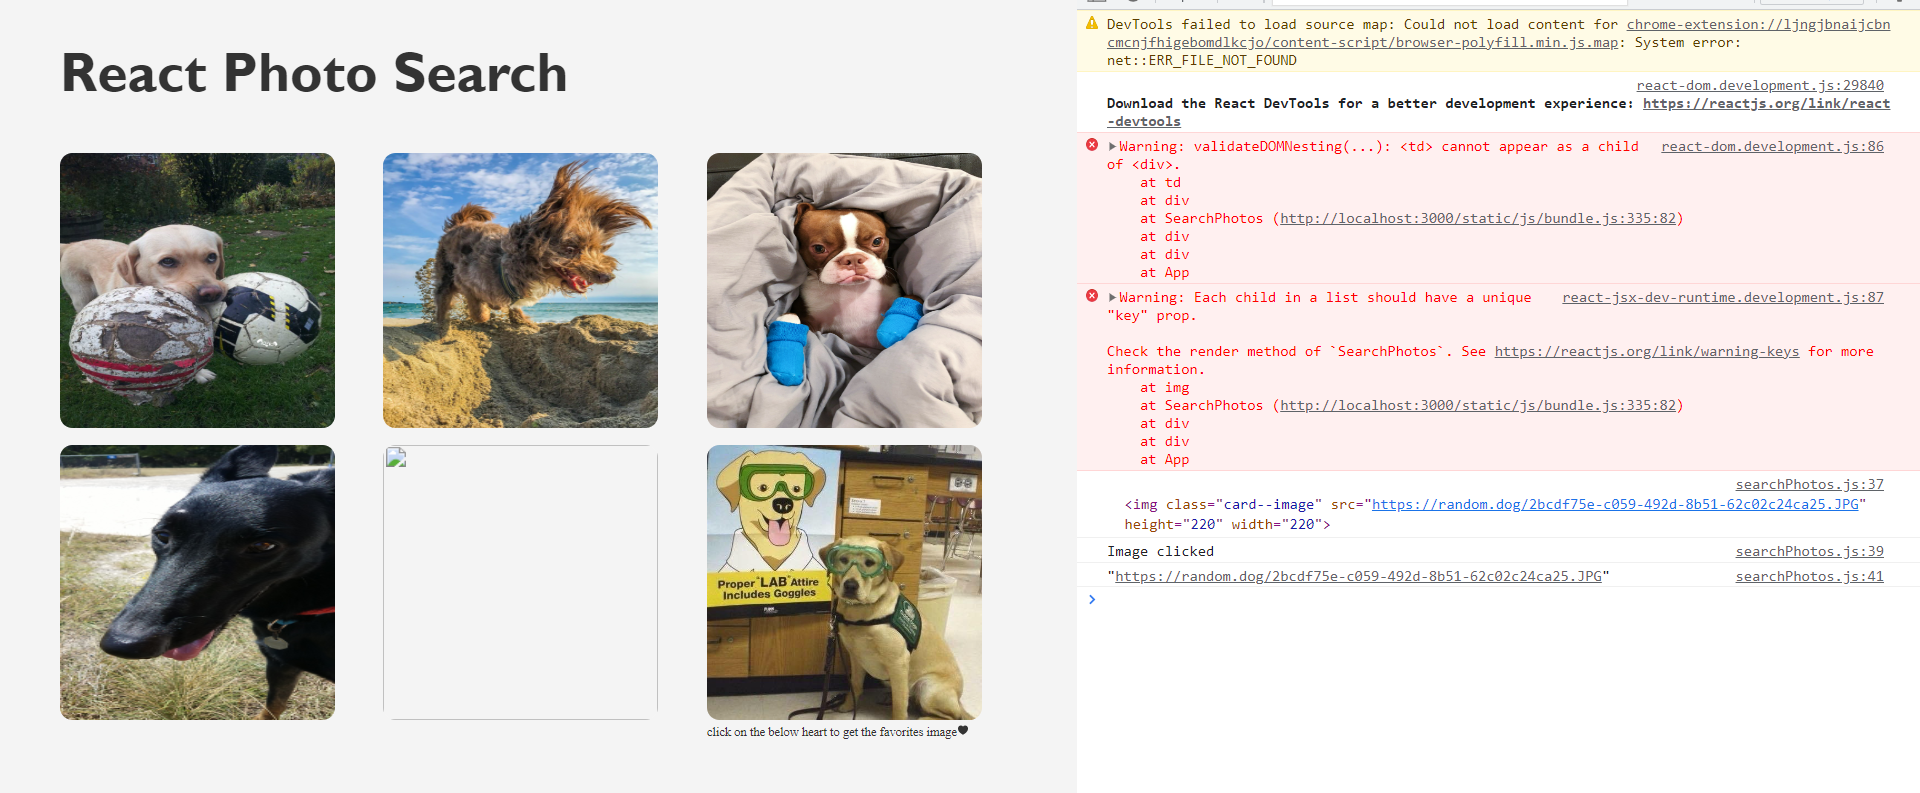 React Photo Search
Proper "LAB" Attire
Includes Goggles
click on the below heart to get the favorites image
DevTools failed to load source map: Could not load content for chrome-extension://ljngjbnaijcbn
cmcnjfhigebomdlkcjo/content-script/browser-polyfill.min.js.map: System error:
net::ERR_FILE_NOT_FOUND
react-dom.development.js:29840
Download the React DevTools for a better development experience: https://reactjs.org/link/react
-devtools
Warning: validateDOMNesting(...): <td> cannot appear as a child react-dom.development.js:86
of <div>.
at td
at div
at SearchPhotos (http://localhost:3000/static/js/bundle.js:335:82)
at div
at div
at App
Warning: Each child in a list should have a unique react-jsx-dev-runtime.development.js:87
"key" prop.
Check the render method of `SearchPhotos`. See https://reactjs.org/link/warning-keys for more
information.
at img
at SearchPhotos (http://localhost:3000/static/js/bundle.js:335:82)
at div
at div
at App
searchPhotos.js:37
<img class="card--image" src="https://random.dog/2bcdf75e-c059-492d-8b51-62c02c24ca25.JPG"
height="220" width="220">
Image clicked searchPhotos.js:39
"https://random.dog/2bcdf75e-c059-492d-8b51-62c02c24ca25.JPG" searchPhotos.js:41